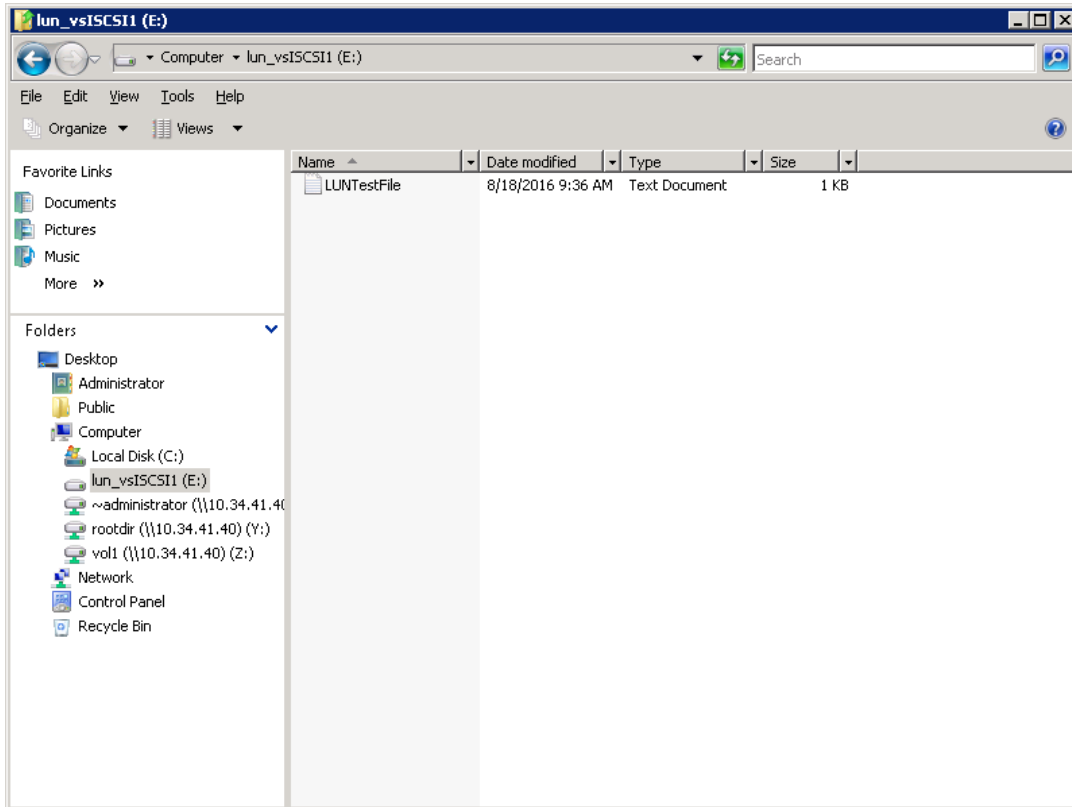 lun_vsISCSI1 (E:)
Computer lun_vsISCSI1 (E:) Search
File Edit View Tools Help
Organize Views
Favorite Links
Documents
Pictures
Music
More »
Folders
Desktop
Administrator
Public
Computer
Local Disk (C:)
lun_vsISCSI1 (E:)
~administrator (\\10.34.41.40
rootdir (\\10.34.41.40) (Y:)
vol1 (\\10.34.41.40) (Z:)
Network
Control Panel
Recycle Bin
Name Date modified Type Size
LUNTestFile 8/18/2016 9:36 AM Text Document 1 KB